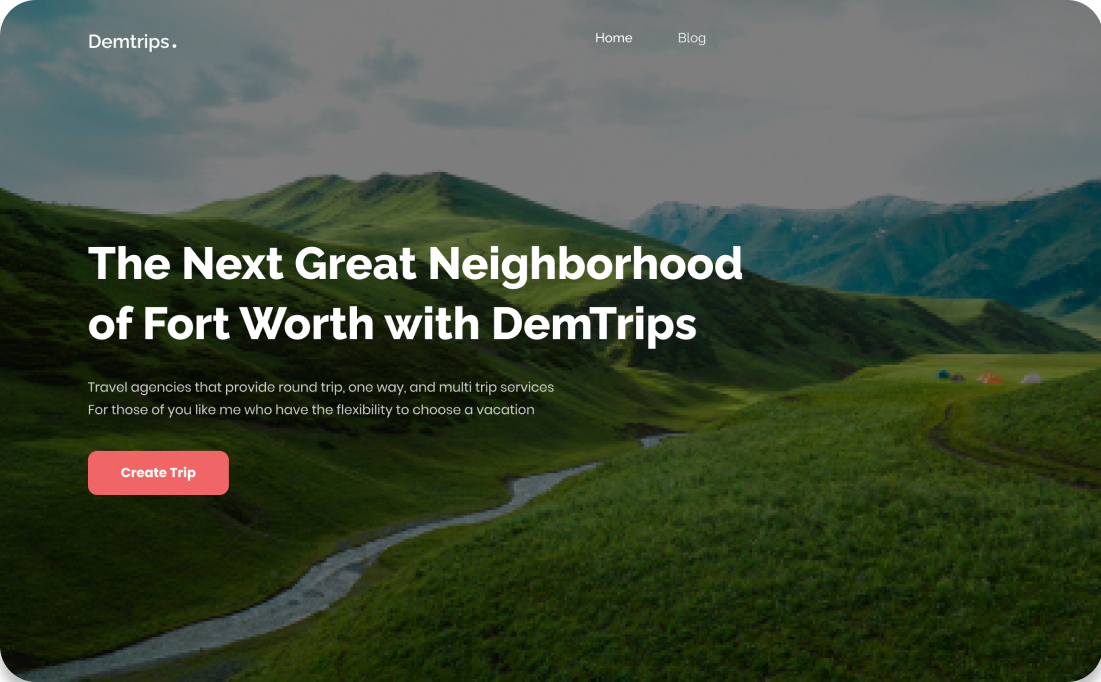 Demtrips.
Home
Blog
The Next Great Neighborhood
of Fort Worth with DemTrips
Travel agencies that provide round trip, one way, and multi trip services
For those of you like me who have the flexibility to choose a vacation
Create Trip